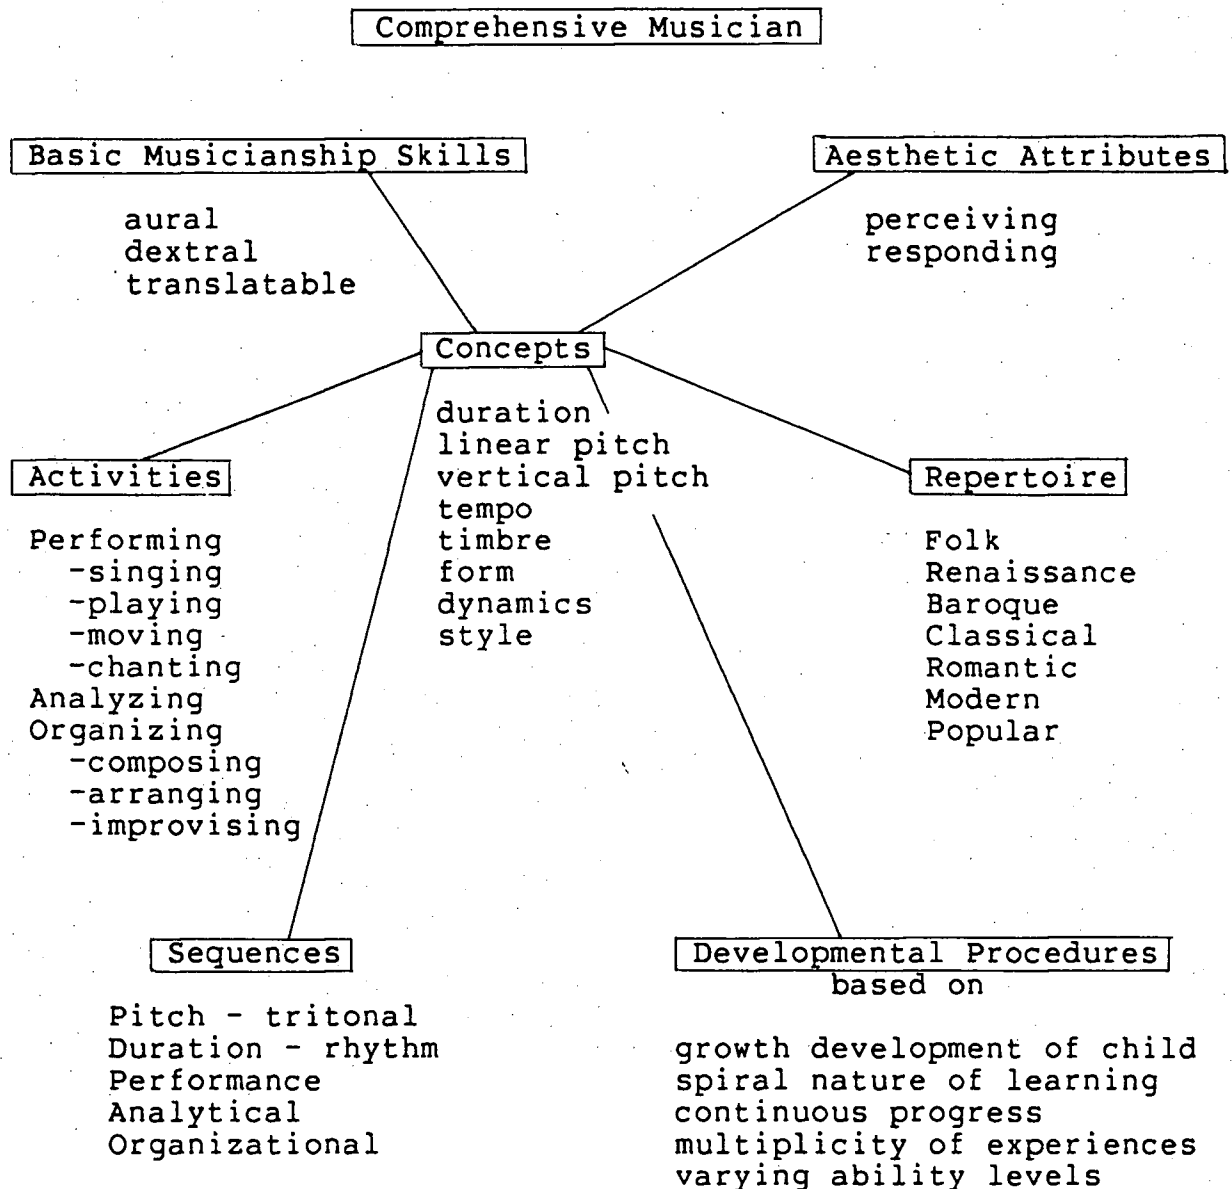 Comprehensive Musician
Basic Musicianship Skills
aural
dextral
translatable
Aesthetic Attributes
perceiving
responding
Concepts
duration
linear pitch
vertical pitch
tempo
timbre
form
dynamics
style
Activities
Performing
-singing
-playing
-moving
-chanting
Analyzing
Organizing
-composing
-arranging
-improvising
Repertoire
Folk
Renaissance
Baroque
Classical
Romantic
Modern
Popular
Sequences
Pitch - tritonal
Duration - rhythm
Performance
Analytical
Organizational
Developmental Procedures
based on
growth development of child
spiral nature of learning
continuous progress
multiplicity of experiences
varying ability levels